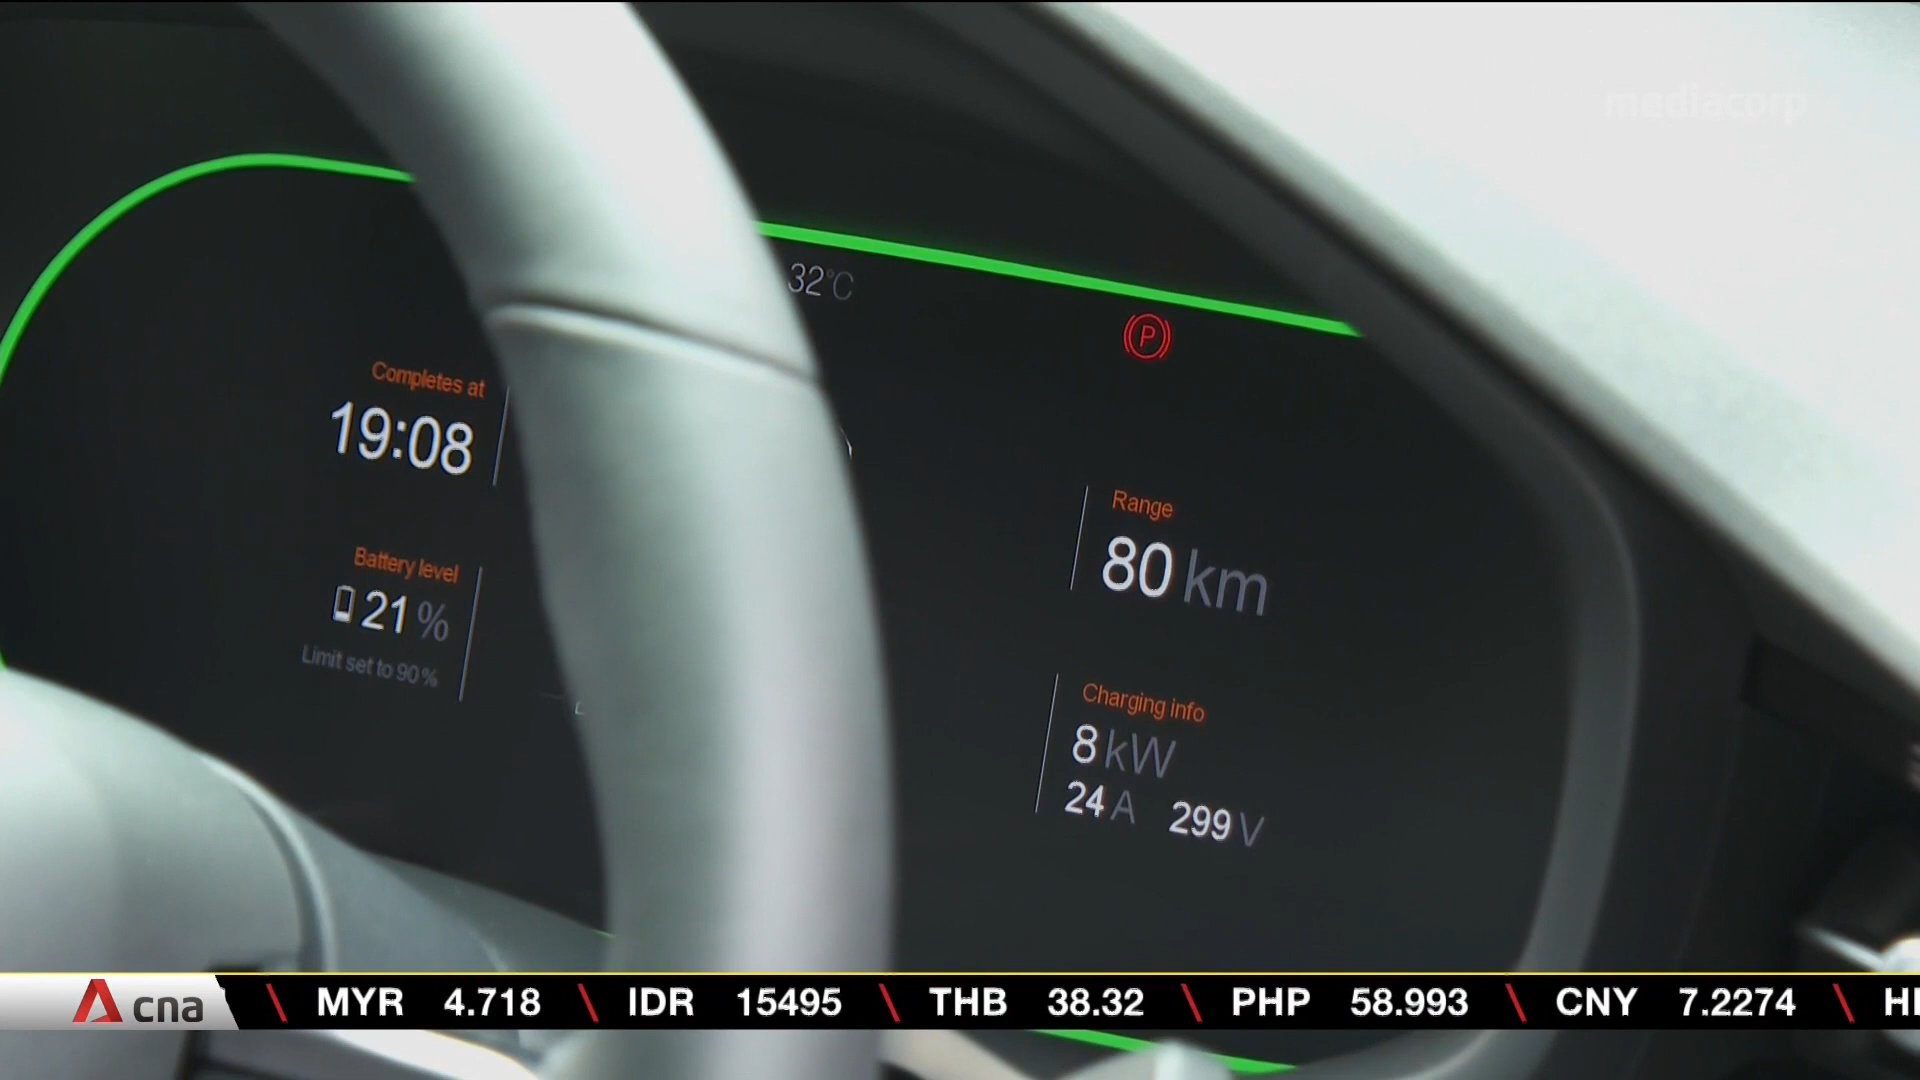 mediacorp
32°C
P
Completes at
19:08
Battery level
21 %
Limit set to 90%
Range
80 km
Charging info
8 kW
24 A 299 V
cna MYR 4.718 IDR 15495 THB 38.32 PHP 58.993 CNY 7.2274